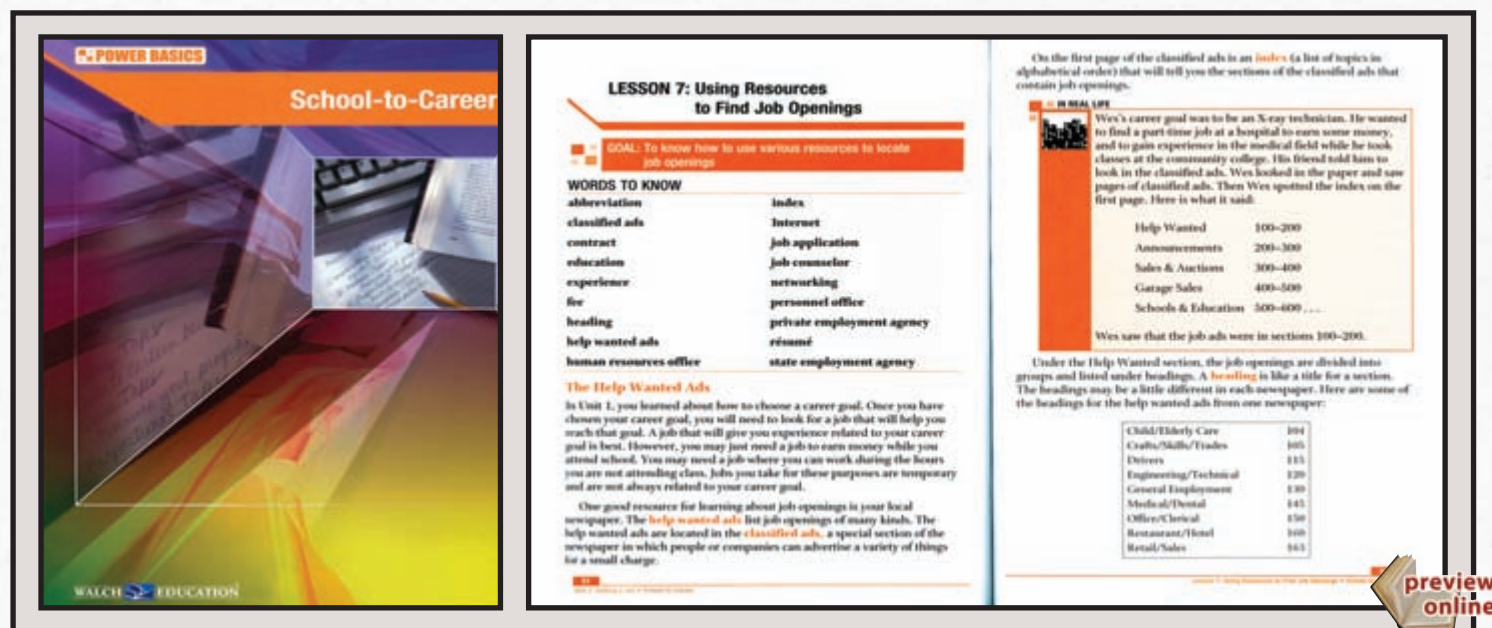 POWER BASICS
School-to-Career
WALCH EDUCATION
LESSON 7: Using Resources
to Find Job Openings
GOAL: To know how to use various resources to locate
job openings
WORDS TO KNOW
abbreviation
classified ads
contract
education
experience
fee
heading
help wanted ads
human resources office
index
Internet
job application
job counselor
networking
personnel office
private employment agency
résumé
state employment agency
The Help Wanted Ads
In Unit 1, you learned about how to choose a career goal. Once you have
chosen your career goal, you will need to look for a job that will help you
reach that goal. A job that will give you experience related to your career
goal is best. However, you may just need a job to earn money while you
attend school. You may need a job where you can work during the hours
you are not attending class. Jobs you take for these purposes are temporary
and are not always related to your career goal.
One good resource for learning about job openings is your local
newspaper. The help wanted ads list job openings of many kinds. The
help wanted ads are located in the classified ads, a special section of the
newspaper in which people or companies can advertise a variety of things
for a small charge.
On the first page of the classified ads is an index (a list of topics in
alphabetical order) that will tell you the sections of the classified ads that
contain job openings.
IN REAL LIFE
Wes's career goal was to be an X-ray technician. He wanted
to find a part-time job at a hospital to earn some money,
and to gain experience in the medical field while he took
classes at the community college. His friend told him to
look in the classified ads. Wes looked in the paper and saw
pages of classified ads. Then Wes spotted the index on the
first page. Here is what it said:
Help Wanted 100–200
Announcements 200–300
Sales & Auctions 300–400
Garage Sales 400–500
Schools & Education 500–600 . . .
Wes saw that the job ads were in sections 100–200.
Under the Help Wanted section, the job openings are divided into
groups and listed under headings. A heading is like a title for a section.
The headings may be a little different in each newspaper. Here are some of
the headings for the help wanted ads from one newspaper:
Child/Elderly Care 104
Crafts/Skills/Trades 105
Drivers 115
Engineering/Technical 120
General Employment 130
Medical/Dental 145
Office/Clerical 150
Restaurant/Hotel 160
Retail/Sales 165
preview
online